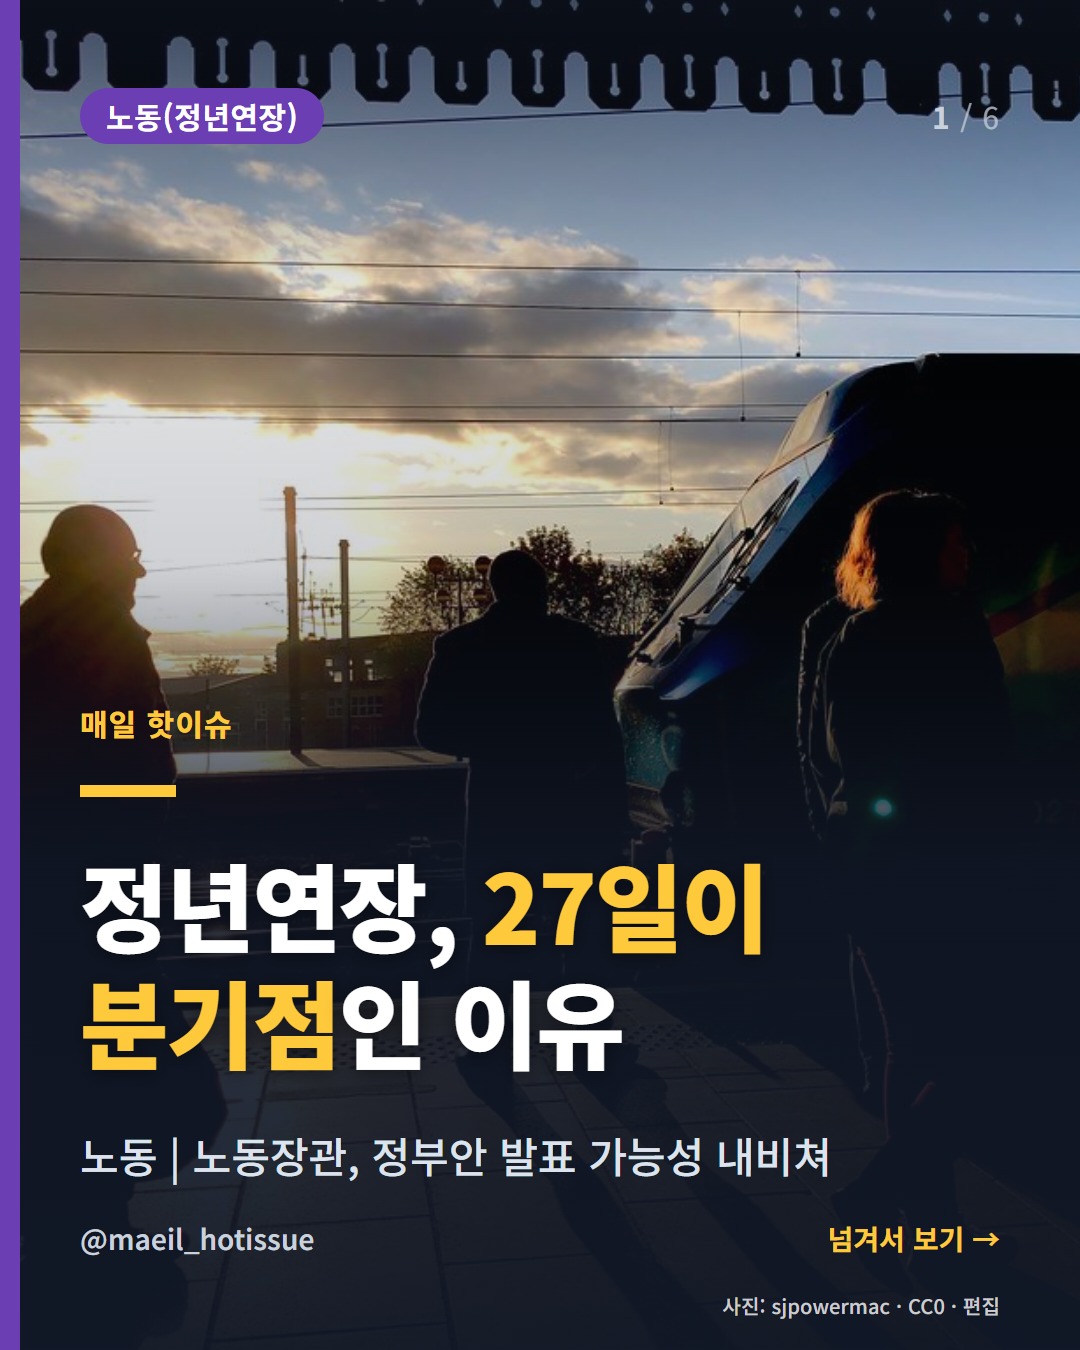 노동(정년연장)
1 / 6
매일 핫이슈
정년연장, 27일이
분기점인 이유
노동 | 노동장관, 정부안 발표 가능성 내비쳐
@maeil_hotissue
넘겨서 보기 →
사진: sjpowermac · CC0 · 편집